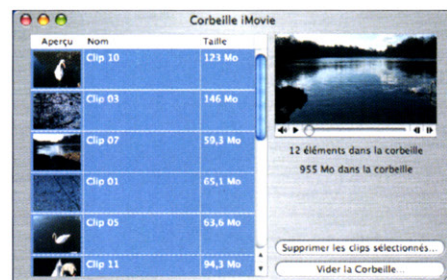 Corbeille iMovie
Aperçu Nom Taille
Clip 10 123 Mo
Clip 03 146 Mo
Clip 07 59,3 Mo
Clip 01 65,1 Mo
Clip 05 63,6 Mo
Clip 11 94,3 Mo
12 éléments dans la corbeille
955 Mo dans la corbeille
Supprimer les clips sélectionnés...
Vider la Corbeille...